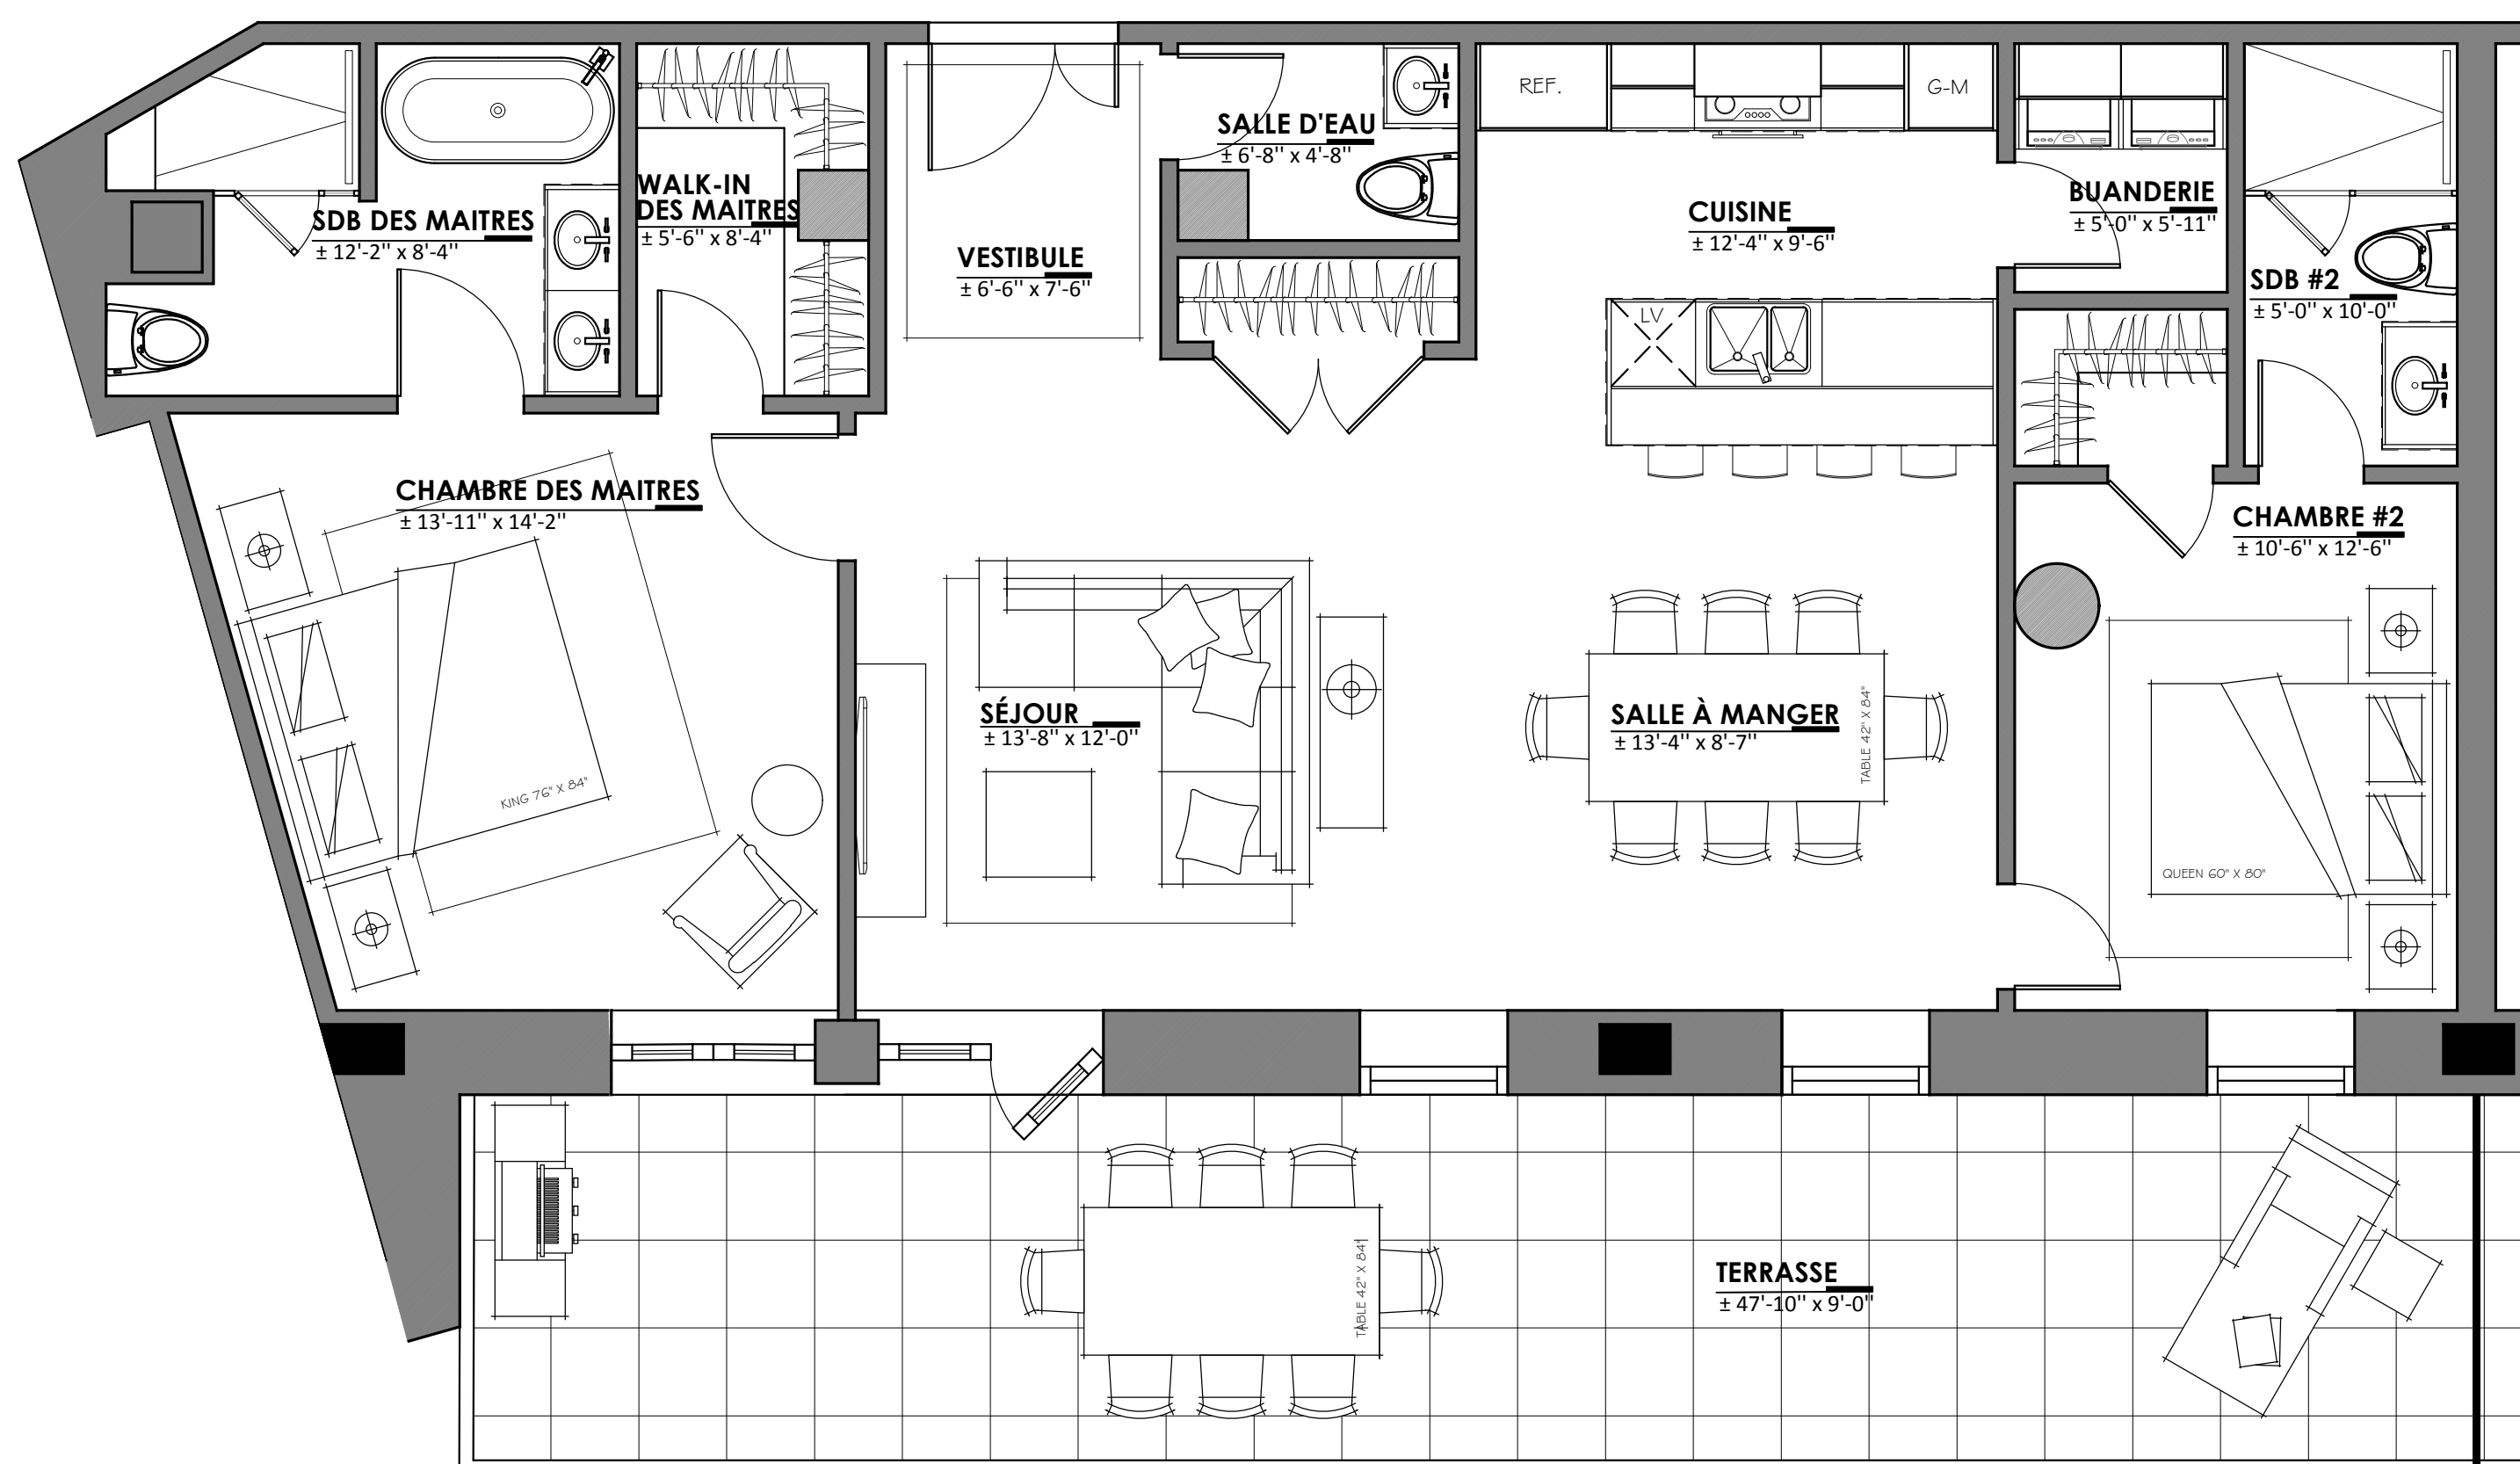 REF.
G-M
SALLE D'EAU
± 6'-8" x 4'-8"
WALK-IN
DES MAITRES
± 5'-6" x 8'-4"
SDB DES MAITRES
± 12'-2" x 8'-4"
VESTIBULE
± 6'-6" x 7'-6"
CUISINE
± 12'-4" x 9'-6"
BUANDERIE
± 5'-0" x 5'-11"
SDB #2
± 5'-0" x 10'-0"
LV
CHAMBRE DES MAITRES
± 13'-11" x 14'-2"
CHAMBRE #2
± 10'-6" x 12'-6"
SÉJOUR
± 13'-8" x 12'-0"
SALLE À MANGER
± 13'-4" x 8'-7"
TABLE 42" X 84"
KING 76" X 84"
QUEEN 60" X 80"
TERRASSE
± 47'-10" x 9'-0"
TABLE 42" X 84"